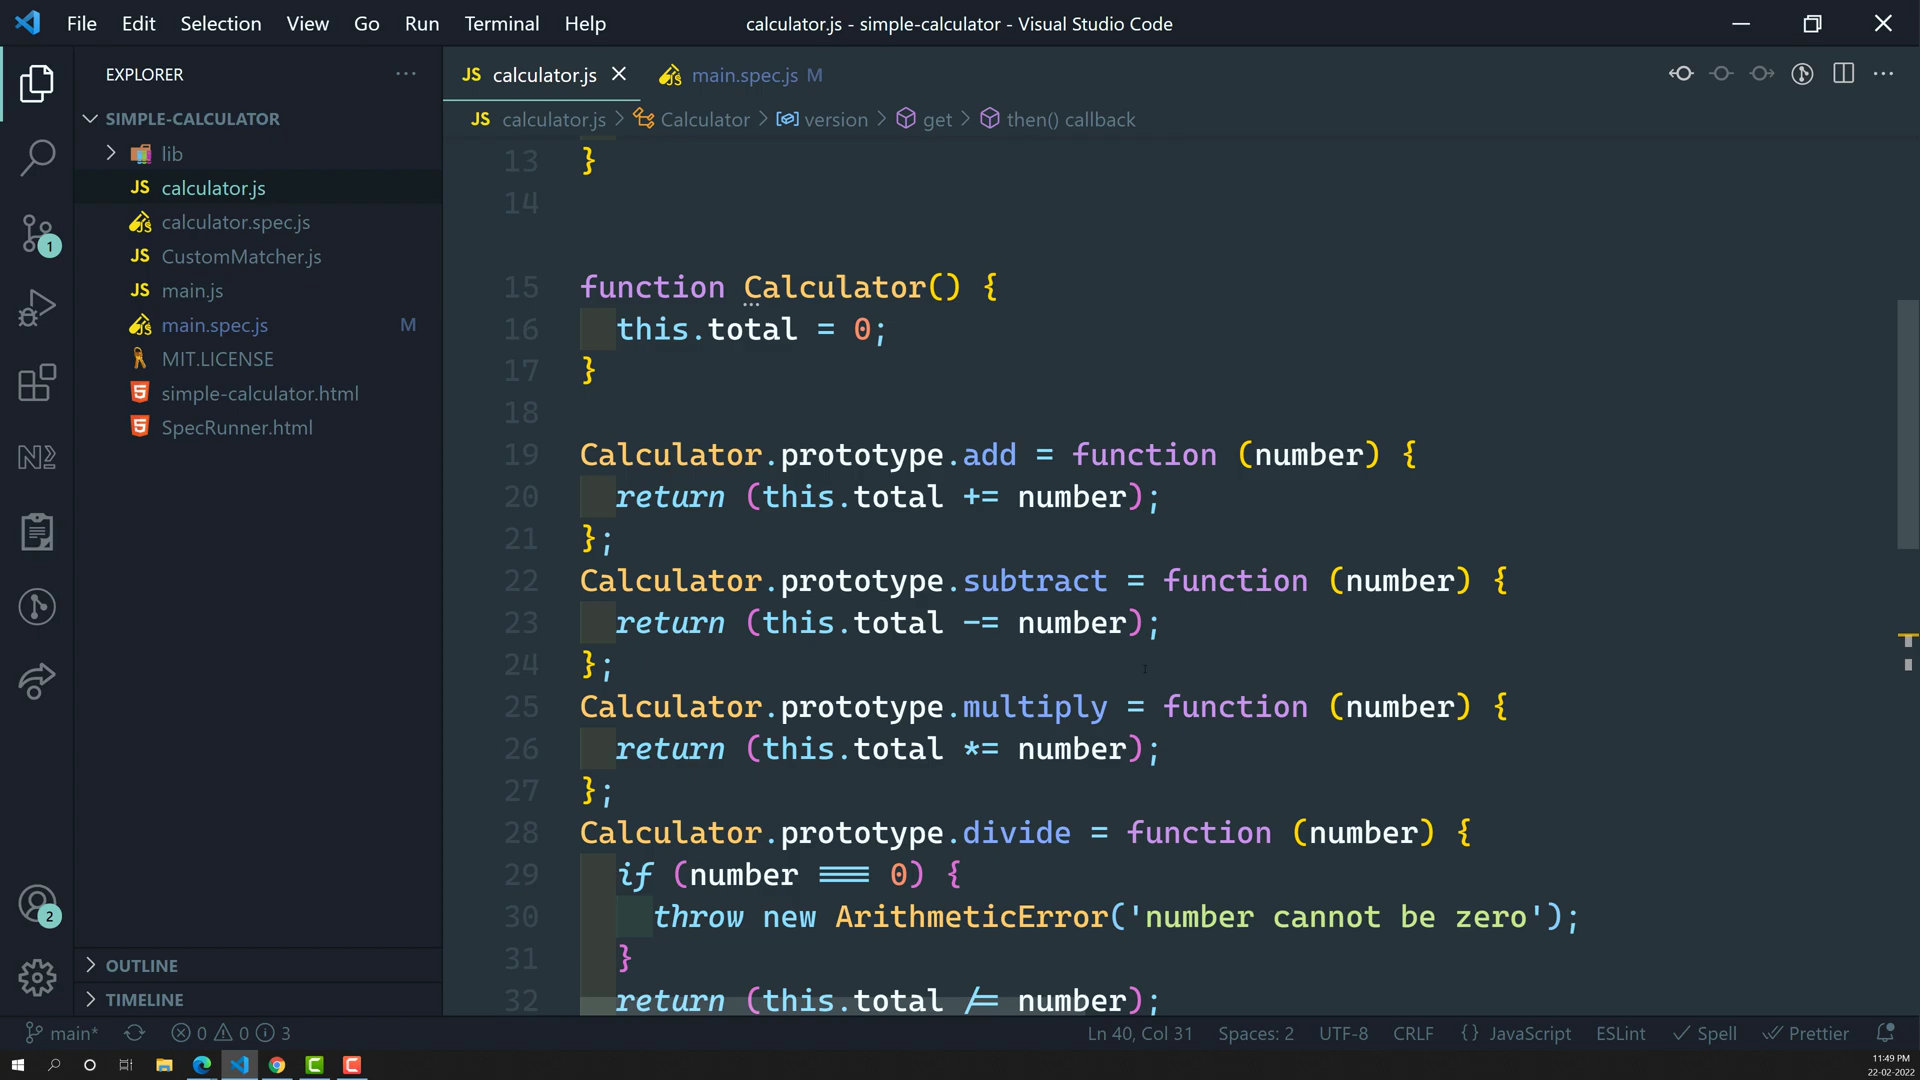 File Edit Selection View Go Run Terminal Help
calculator.js - simple-calculator - Visual Studio Code
EXPLORER
SIMPLE-CALCULATOR
lib
JS calculator.js
calculator.spec.js
JS CustomMatcher.js
JS main.js
main.spec.js M
MIT.LICENSE
simple-calculator.html
SpecRunner.html
OUTLINE
TIMELINE
1
2
JS calculator.js
main.spec.js M
JS calculator.js > Calculator > version > get > then() callback
13 }
14
15 function Calculator() {
16 this.total = 0;
17 }
18
19 Calculator.prototype.add = function (number) {
20 return (this.total += number);
21 };
22 Calculator.prototype.subtract = function (number) {
23 return (this.total -= number);
24 };
25 Calculator.prototype.multiply = function (number) {
26 return (this.total *= number);
27 };
28 Calculator.prototype.divide = function (number) {
29 if (number === 0) {
30 throw new ArithmeticError('number cannot be zero');
31 }
32 return (this.total /= number);
main* 0 0 3
Ln 40, Col 31 Spaces: 2 UTF-8 CRLF {} JavaScript ESLint Spell Prettier
11:49 PM
22-02-2022